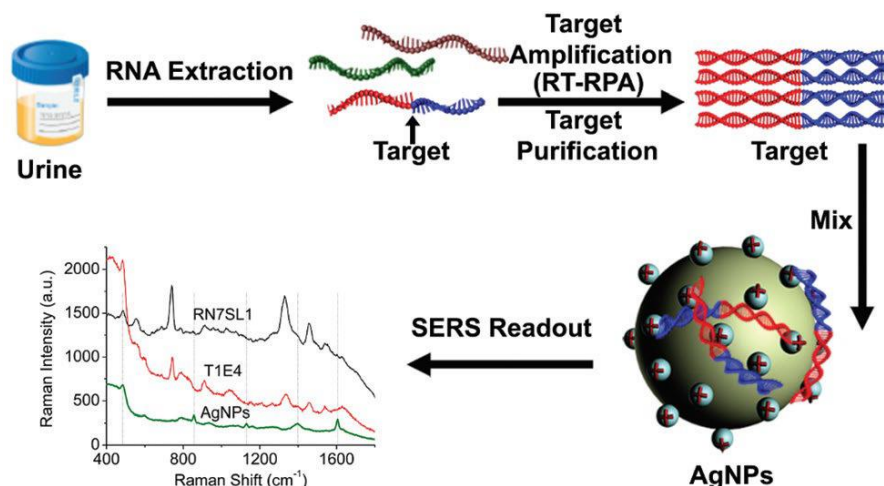 Urine
RNA Extraction
Target
Target
Amplification
(RT-RPA)
Target
Purification
Target
Mix
+
AgNPs
SERS Readout
Raman Intensity (a.u.)
2000
1500
1000
500
0
RN7SL1
T1E4
AgNPs
400 800 1200 1600
Raman Shift (cm⁻¹)